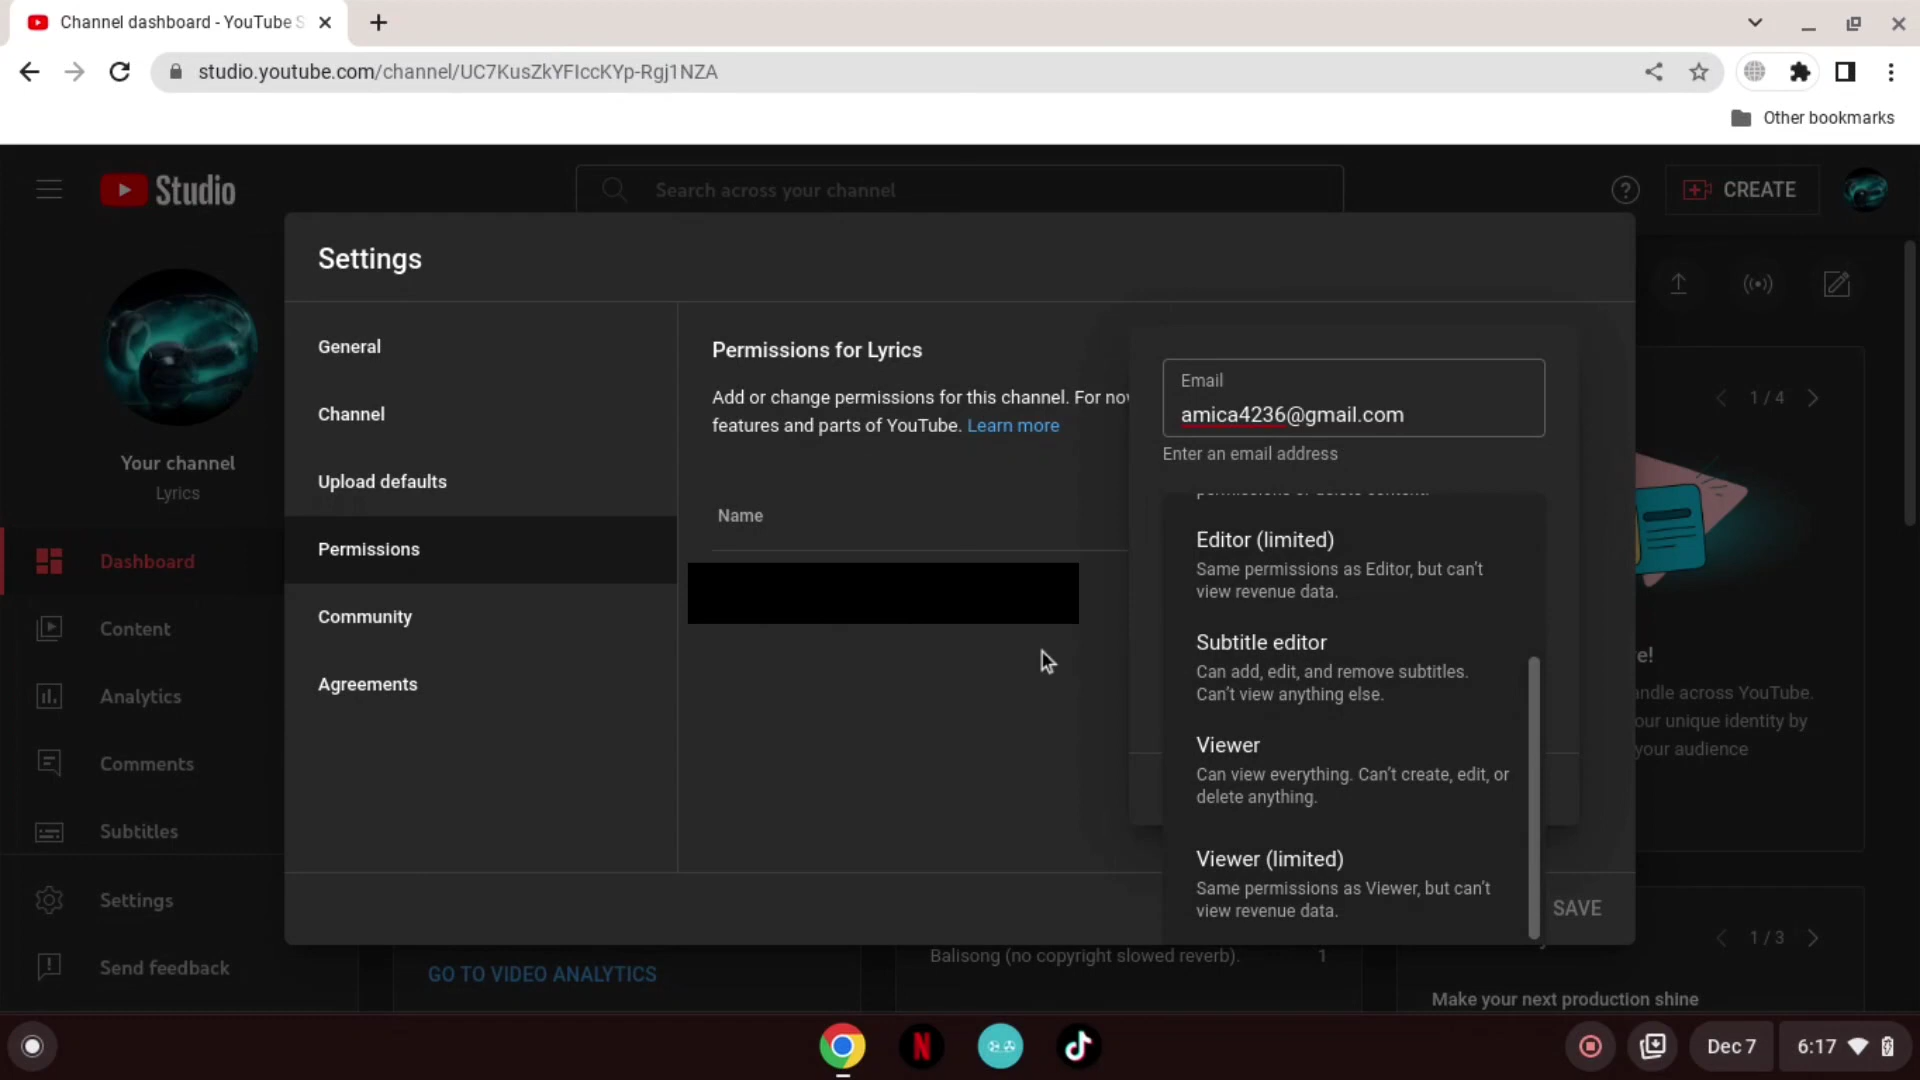 Channel dashboard - YouTube S
studio.youtube.com/channel/UC7KusZkYFIccKYp-Rgj1NZA
Other bookmarks
Studio
Search across your channel
CREATE
Settings
General
Channel
Upload defaults
Permissions
Community
Agreements
Permissions for Lyrics
Add or change permissions for this channel. For nov
features and parts of YouTube. Learn more
Name
Email
amica4236@gmail.com
Enter an email address
permissions or delete content.
Editor (limited)
Same permissions as Editor, but can't
view revenue data.
Subtitle editor
Can add, edit, and remove subtitles.
Can't view anything else.
Viewer
Can view everything. Can't create, edit, or
delete anything.
Viewer (limited)
Same permissions as Viewer, but can't
view revenue data.
SAVE
Your channel
Lyrics
Dashboard
Content
Analytics
Comments
Subtitles
Settings
Send feedback
1 / 4
e!
ndle across YouTube.
our unique identity by
your audience
GO TO VIDEO ANALYTICS
Balisong (no copyright slowed reverb).
1
1 / 3
Make your next production shine
Dec 7
6:17